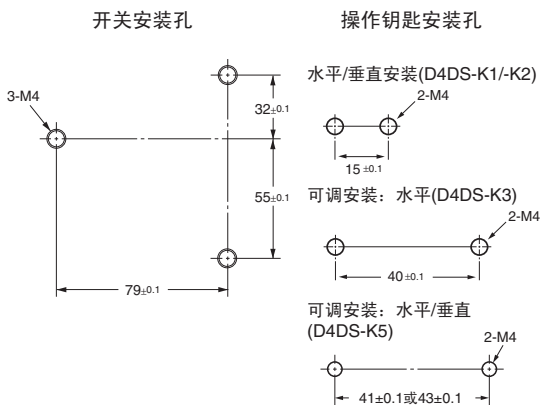 开关安装孔
3-M4
32±0.1
55±0.1
79±0.1
操作钥匙安装孔
水平/垂直安装(D4DS-K1/-K2)
2-M4
15±0.1
可调安装：水平(D4DS-K3)
2-M4
40±0.1
可调安装：水平/垂直
(D4DS-K5)
2-M4
41±0.1或43±0.1